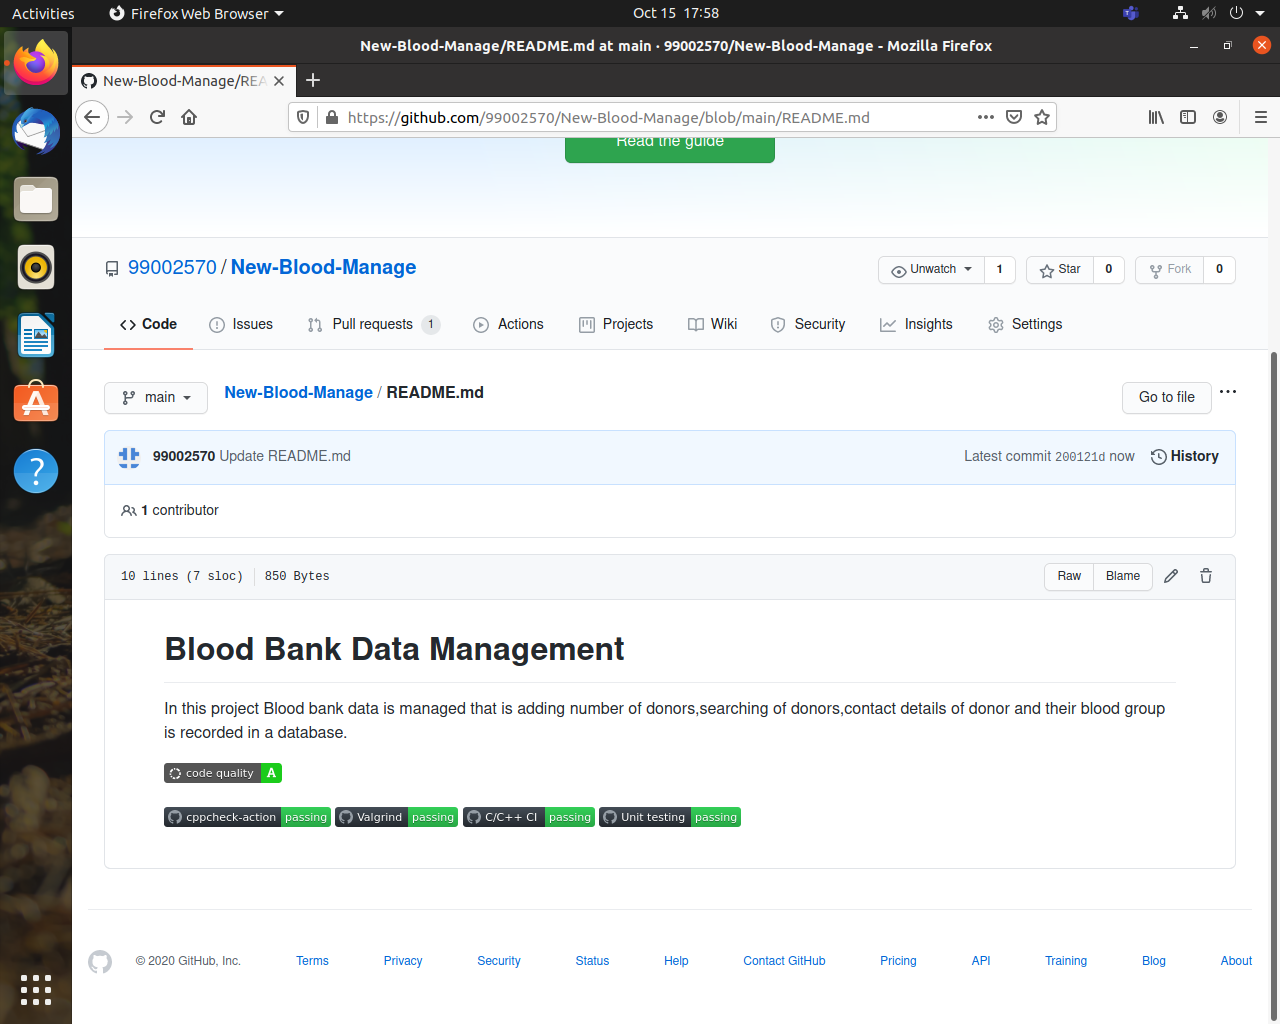 Activities Firefox Web Browser Oct 15 17:58
New-Blood-Manage/README.md at main · 99002570/New-Blood-Manage - Mozilla Firefox
New-Blood-Manage/REA
https://github.com/99002570/New-Blood-Manage/blob/main/README.md
Read the guide
99002570 / New-Blood-Manage Unwatch 1 Star 0 Fork 0
Code Issues Pull requests 1 Actions Projects Wiki Security Insights Settings
main New-Blood-Manage / README.md Go to file
99002570 Update README.md Latest commit 200121d now History
1 contributor
10 lines (7 sloc) 850 Bytes Raw Blame
Blood Bank Data Management
In this project Blood bank data is managed that is adding number of donors,searching of donors,contact details of donor and their blood group
is recorded in a database.
code quality A
cppcheck-action passing Valgrind passing C/C++ CI passing Unit testing passing
© 2020 GitHub, Inc. Terms Privacy Security Status Help Contact GitHub Pricing API Training Blog About